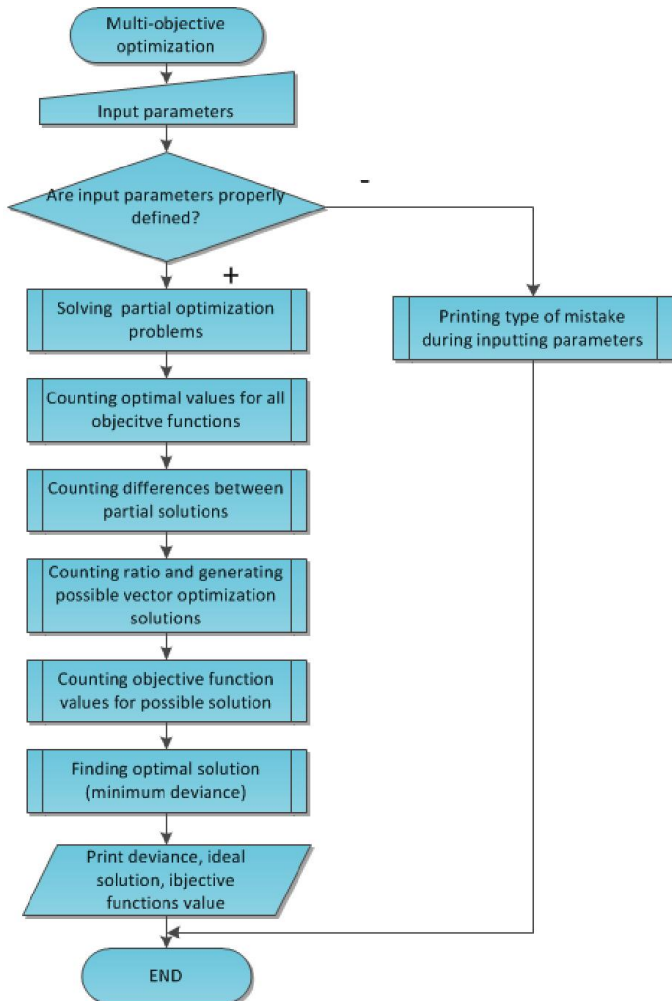 Multi-objective
optimization
Input parameters
Are input parameters properly
defined?
-
+
Solving partial optimization
problems
Printing type of mistake
during inputting parameters
Counting optimal values for all
objecitve functions
Counting differences between
partial solutions
Counting ratio and generating
possible vector optimization
solutions
Counting objective function
values for possible solution
Finding optimal solution
(minimum deviance)
Print deviance, ideal
solution, ibjective
functions value
END